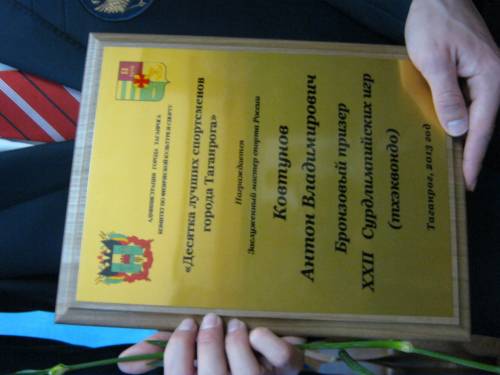 АДМИНИСТРАЦИЯ ГОРОДА ТАГАНРОГА
КОМИТЕТ ПО ФИЗИЧЕСКОЙ КУЛЬТУРЕ И СПОРТУ
«Десятка лучших спортсменов
города Таганрога»
Награждается
Заслуженный мастер спорта России
Ковтунов
Антон Владимирович
Бронзовый призер
XXII Сурдлимпийских игр
(тхэквондо)
Таганрог, 2013 год